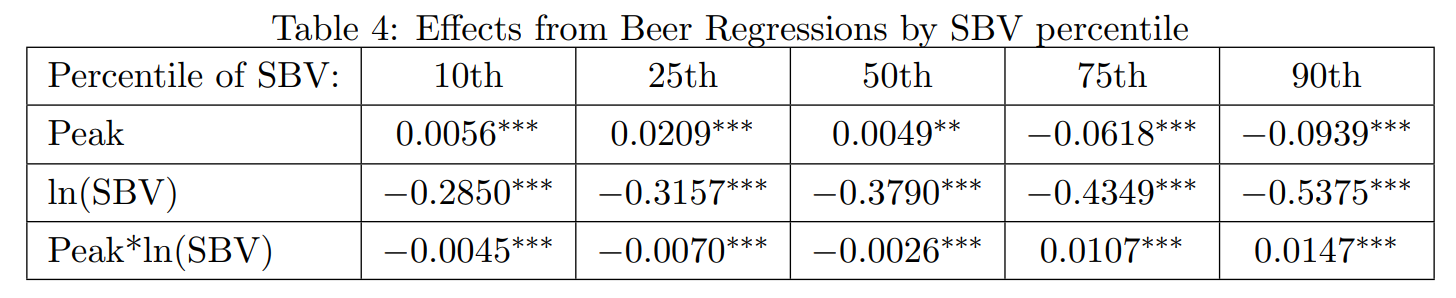 Table 4: Effects from Beer Regressions by SBV percentile
Percentile of SBV: 10th 25th 50th 75th 90th
Peak 0.0056*** 0.0209*** 0.0049** −0.0618*** −0.0939***
ln(SBV) −0.2850*** −0.3157*** −0.3790*** −0.4349*** −0.5375***
Peak*ln(SBV) −0.0045*** −0.0070*** −0.0026*** 0.0107*** 0.0147***